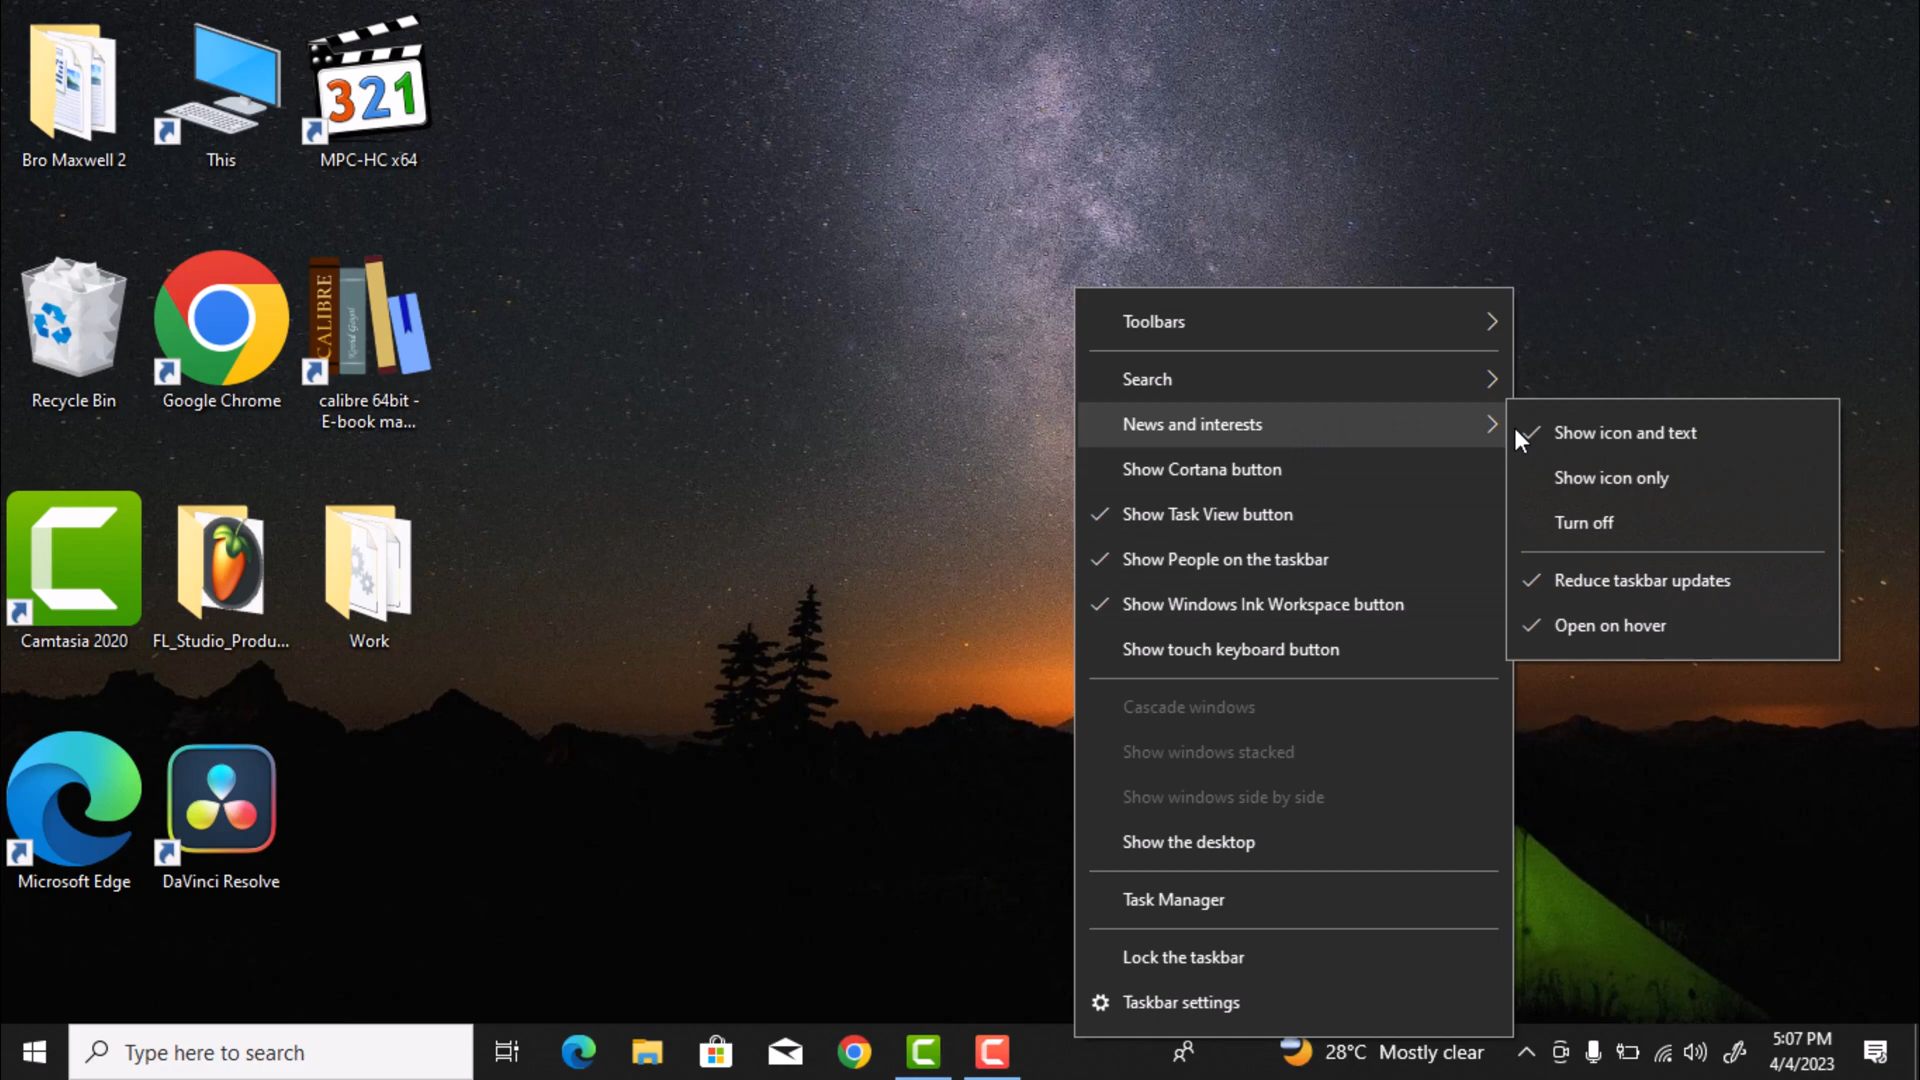 Bro Maxwell 2
This
MPC-HC x64
321
Recycle Bin
Google Chrome
CALIBRE
calibre 64bit -
E-book ma...
Camtasia 2020
FL_Studio_Produ...
Work
Microsoft Edge
DaVinci Resolve
Toolbars
Search
News and interests
Show Cortana button
Show Task View button
Show People on the taskbar
Show Windows Ink Workspace button
Show touch keyboard button
Cascade windows
Show windows stacked
Show windows side by side
Show the desktop
Task Manager
Lock the taskbar
Taskbar settings
Show icon and text
Show icon only
Turn off
Reduce taskbar updates
Open on hover
Type here to search
28°C Mostly clear
5:07 PM
4/4/2023